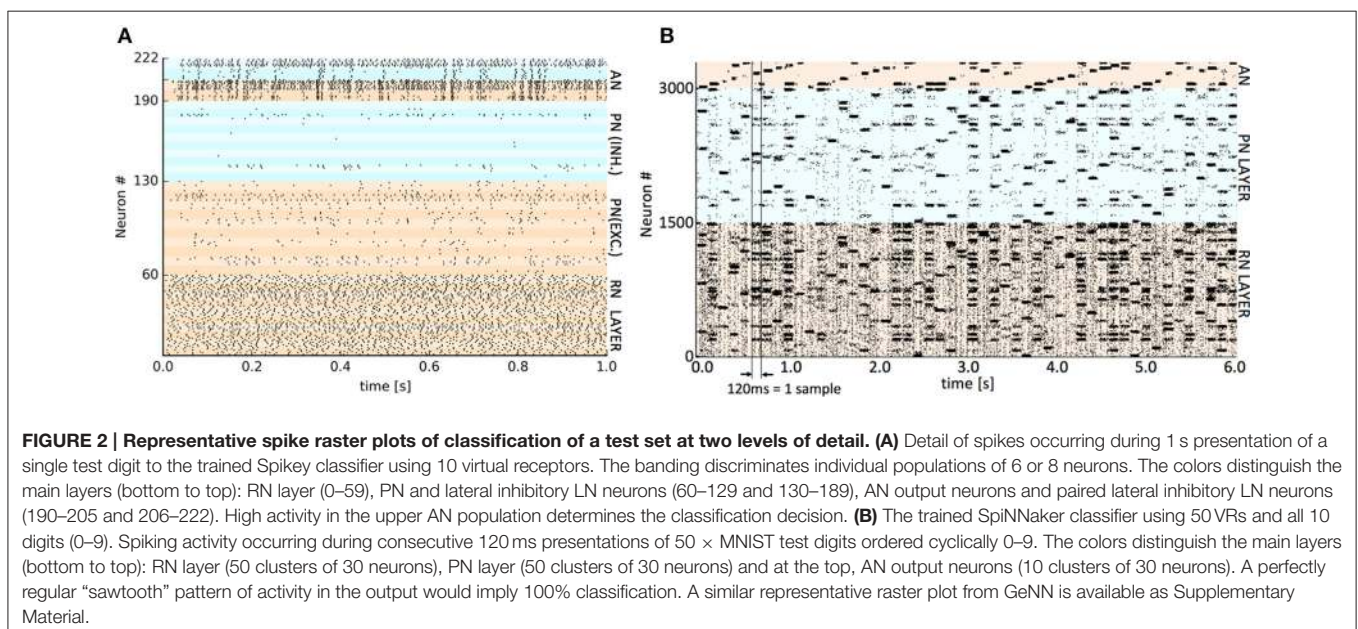 A
222
190
130
60
Neuron #
AN
PN (INH.)
PN(EXC.)
RN LAYER
0.0 0.2 0.4 0.6 0.8 1.0
time [s]
B
3000
1500
0
Neuron #
AN
PN LAYER
RN LAYER
0.0 1.0 2.0 3.0 4.0 5.0 6.0
time [s]
120ms = 1 sample
FIGURE 2 | Representative spike raster plots of classification of a test set at two levels of detail. (A) Detail of spikes occurring during 1 s presentation of a
single test digit to the trained Spikey classifier using 10 virtual receptors. The banding discriminates individual populations of 6 or 8 neurons. The colors distinguish the
main layers (bottom to top): RN layer (0–59), PN and lateral inhibitory LN neurons (60–129 and 130–189), AN output neurons and paired lateral inhibitory LN neurons
(190–205 and 206–222). High activity in the upper AN population determines the classification decision. (B) The trained SpiNNaker classifier using 50 VRs and all 10
digits (0–9). Spiking activity occurring during consecutive 120 ms presentations of 50 × MNIST test digits ordered cyclically 0–9. The colors distinguish the main layers
(bottom to top): RN layer (50 clusters of 30 neurons), PN layer (50 clusters of 30 neurons) and at the top, AN output neurons (10 clusters of 30 neurons). A perfectly
regular “sawtooth” pattern of activity in the output would imply 100% classification. A similar representative raster plot from GeNN is available as Supplementary
Material.